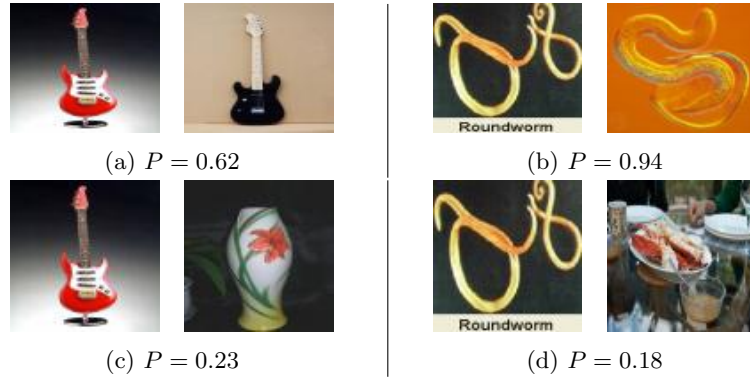 Roundworm
(a) P = 0.62
(b) P = 0.94
Roundworm
(c) P = 0.23
(d) P = 0.18